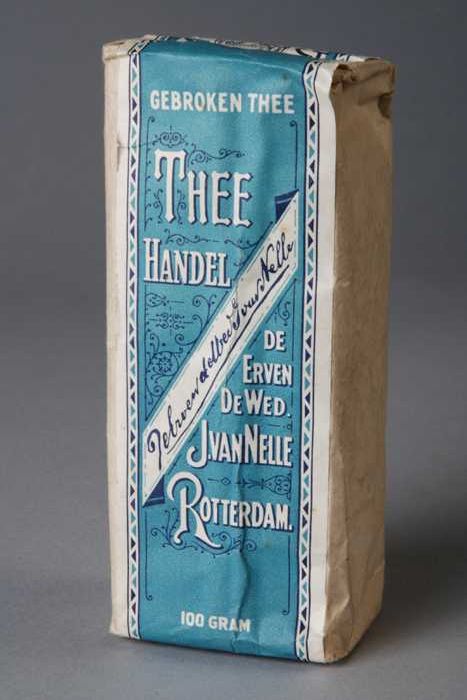 GEBROKEN THEE
THEE
HANDEL
De Erven de Wed J van Nelle
DE
ERVEN
DE WED.
J. VAN NELLE
ROTTERDAM.
100 GRAM